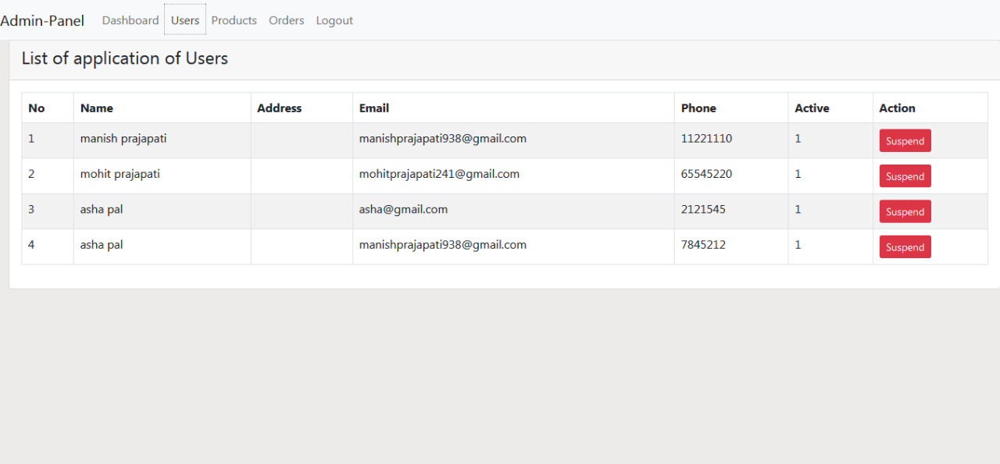 Admin-Panel Dashboard Users Products Orders Logout
List of application of Users
No Name Address Email Phone Active Action
1 manish prajapati manishprajapati938@gmail.com 11221110 1 Suspend
2 mohit prajapati mohitprajapati241@gmail.com 65545220 1 Suspend
3 asha pal asha@gmail.com 2121545 1 Suspend
4 asha pal manishprajapati938@gmail.com 7845212 1 Suspend